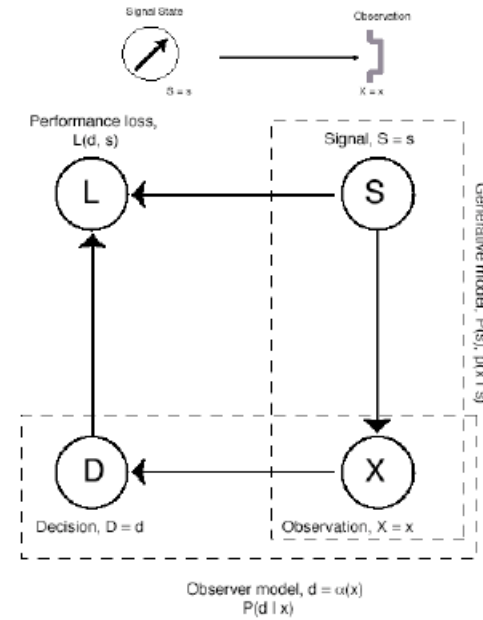 Signal State
Observation
S = s
X = x
Performance loss,
L(d, s)
Signal, S = s
L
S
Generative model, P(s), p(x | s)
D
X
Decision, D = d
Observation, X = x
Observer model, d = α(x)
P(d | x)